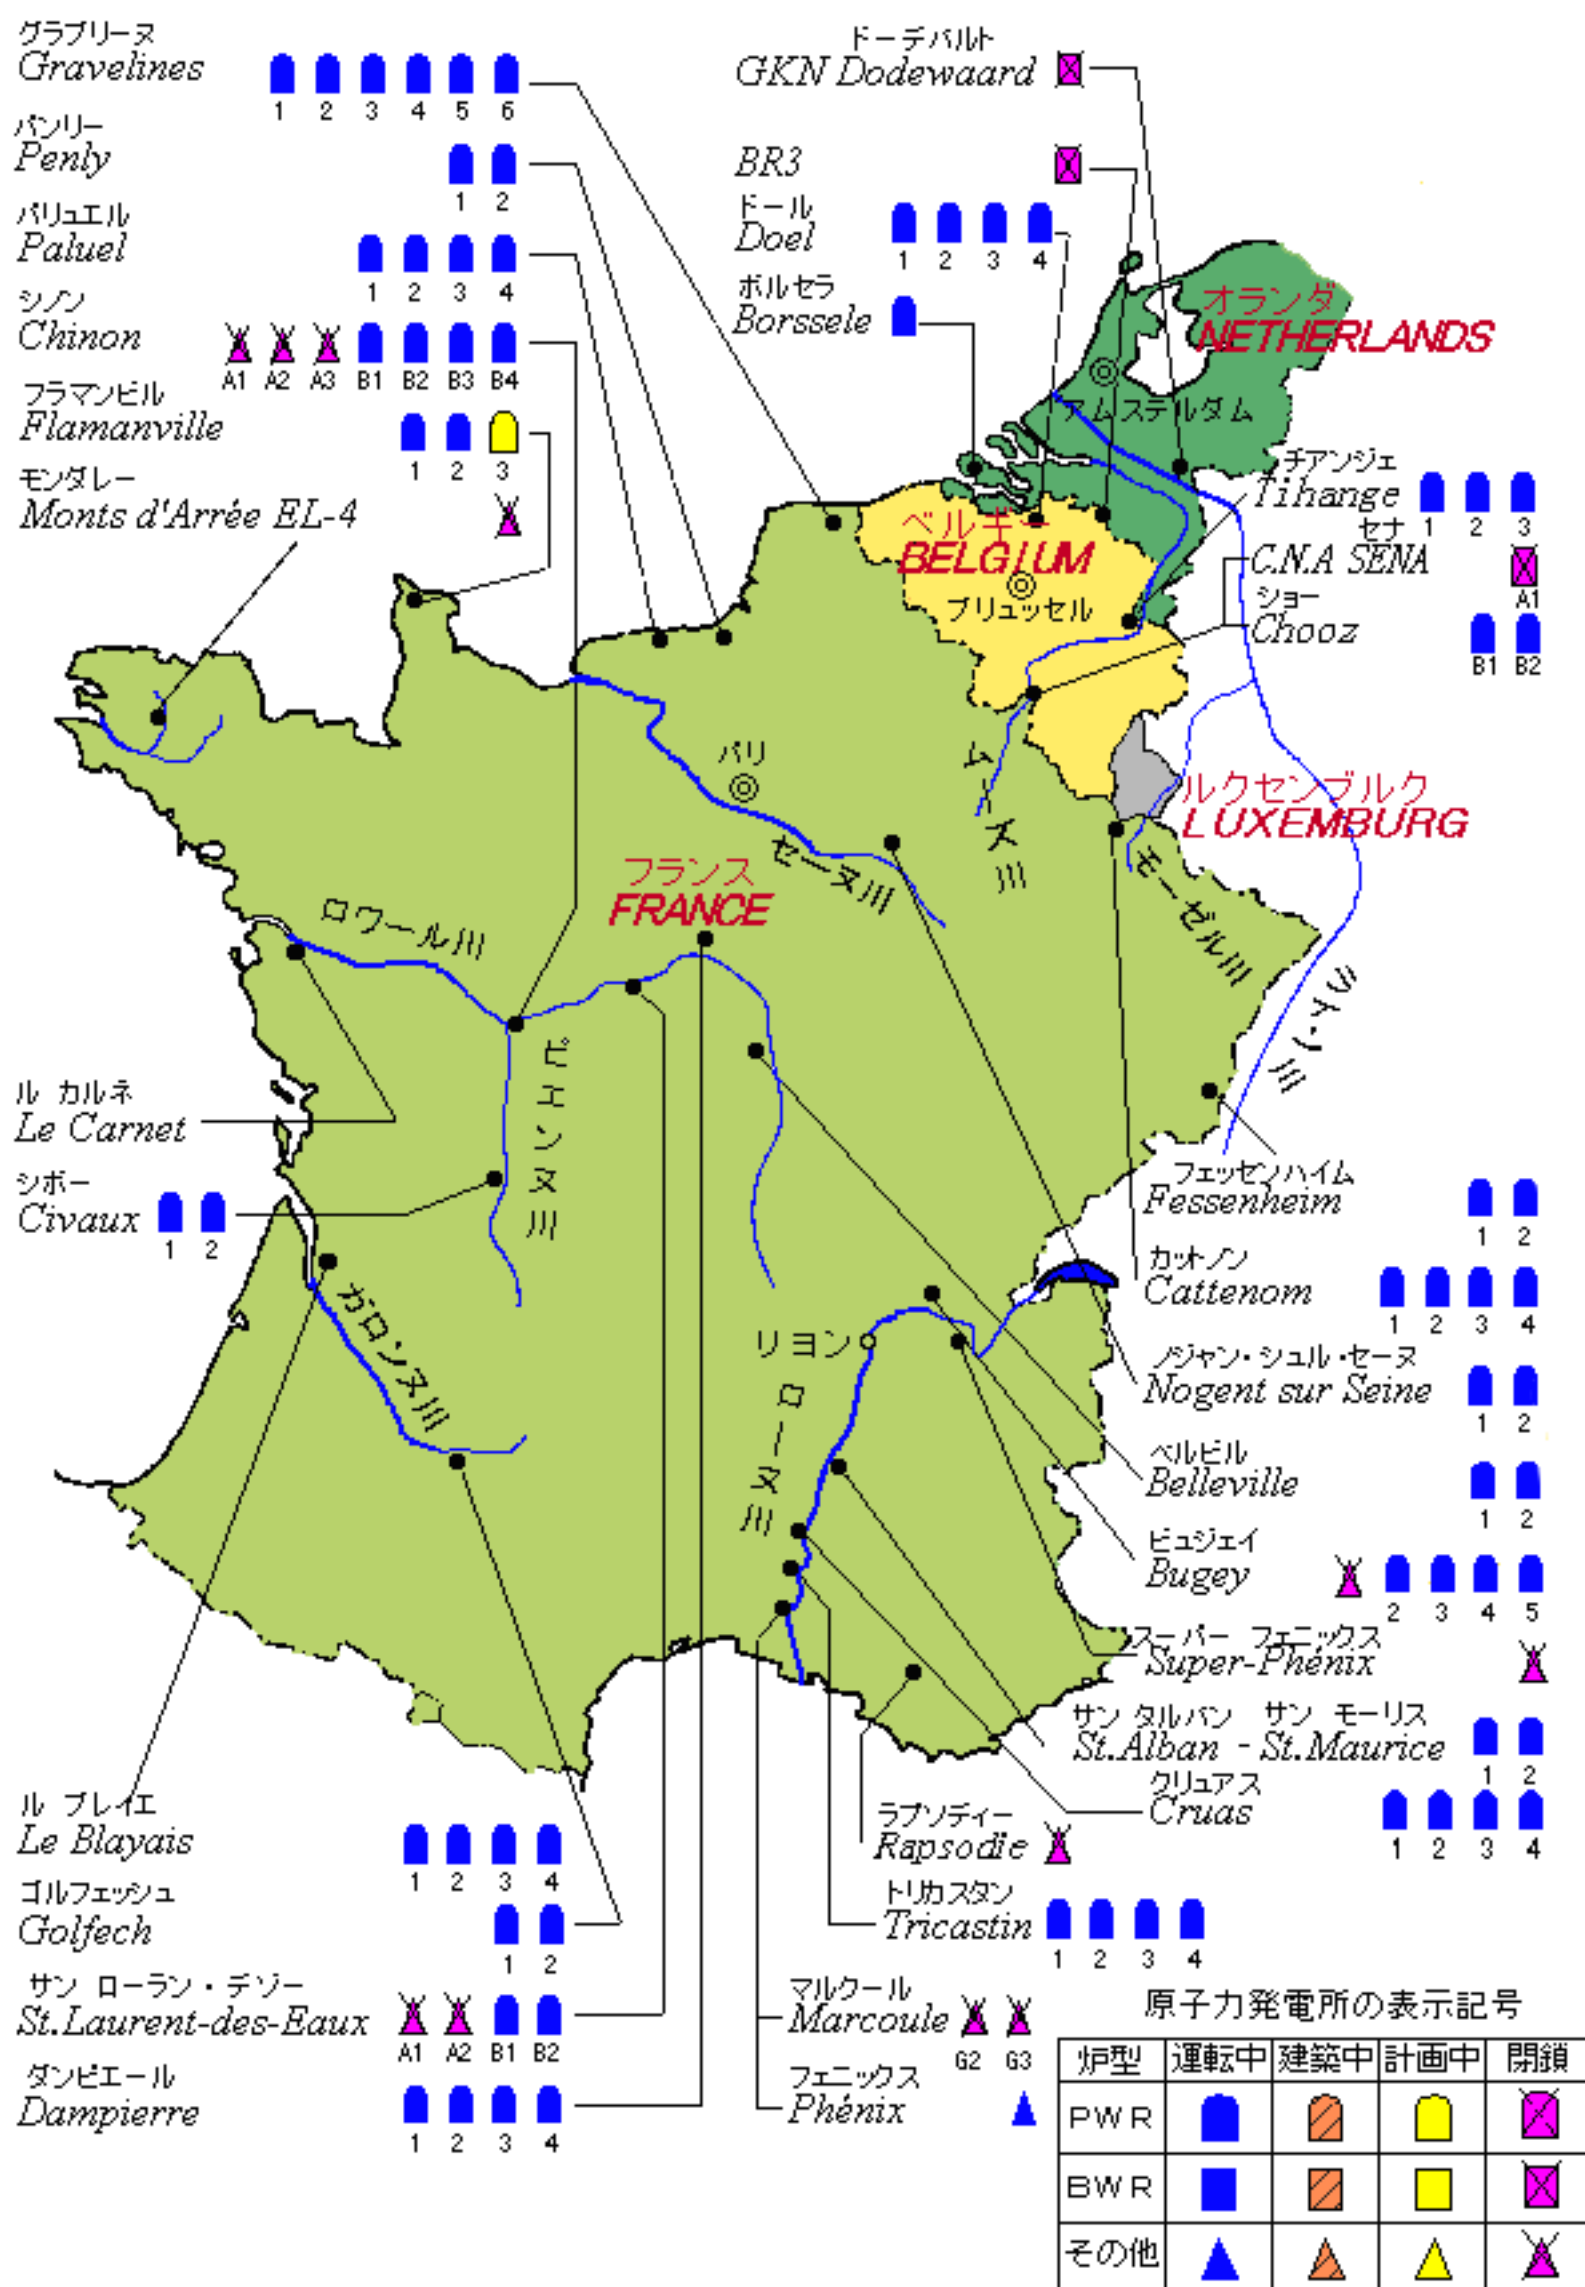 グラブリーヌ
Gravelines
1 2 3 4 5 6
パンリー
Penly
1 2
パリュエル
Paluel
1 2 3 4
シノン
Chinon
A1 A2 A3 B1 B2 B3 B4
フラマンビル
Flamanville
1 2 3
モンダレー
Monts d'Arrée EL-4
ドーデバルト
GKN Dodewaard
BR3
ドール
Doel
1 2 3 4
ボルセラ
Borssele
オランダ
NETHERLANDS
アムステルダム
ベルギー
BELGIUM
ブリュッセル
チアンジェ
Tihange
1 2 3
セナ
C.N.A SENA
A1
ショー
Chooz
B1 B2
ルクセンブルク
LUXEMBURG
パリ
セーヌ川
ムーズ川
モーゼル川
ライン川
フランス
FRANCE
ロワール川
ビエンヌ川
ガロンヌ川
リヨン
ローヌ川
ル カルネ
Le Carnet
シボー
Civaux
1 2
フェッセンハイム
Fessenheim
1 2
カットノン
Cattenom
1 2 3 4
ノジャン・シュル・セーヌ
Nogent sur Seine
1 2
ベルビル
Belleville
1 2
ビュジェイ
Bugey
2 3 4 5
スーパー フェニックス
Super-Phénix
サン タルバン サン モーリス
St.Alban - St.Maurice
1 2
クリュアス
Cruas
1 2 3 4
ラプソディー
Rapsodie
トリカスタン
Tricastin
1 2 3 4
マルクール
Marcoule
G2 G3
フェニックス
Phénix
ル ブレイエ
Le Blayais
1 2 3 4
ゴルフェッシュ
Golfech
1 2
サン ローラン・デゾー
St.Laurent-des-Eaux
A1 A2 B1 B2
ダンピエール
Dampierre
1 2 3 4
原子力発電所の表示記号
炉型 運転中 建築中 計画中 閉鎖
PWR
BWR
その他